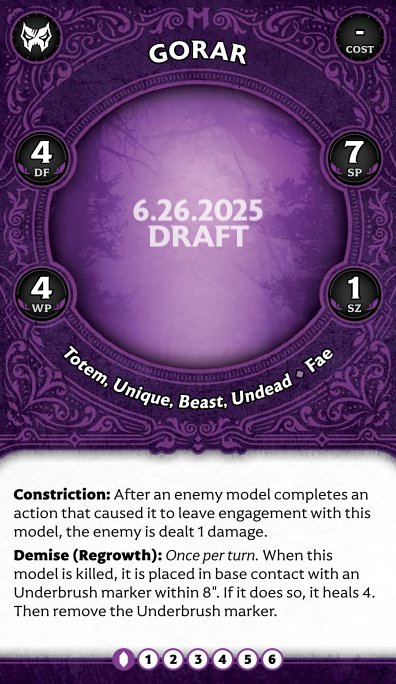 GORAR
-
COST
4
DF
7
SP
6.26.2025
DRAFT
4
WP
1
SZ
Totem, Unique, Beast, Undead ◆ Fae
Constriction: After an enemy model completes an
action that caused it to leave engagement with this
model, the enemy is dealt 1 damage.
Demise (Regrowth): Once per turn. When this
model is killed, it is placed in base contact with an
Underbrush marker within 8". If it does so, it heals 4.
Then remove the Underbrush marker.
1 2 3 4 5 6